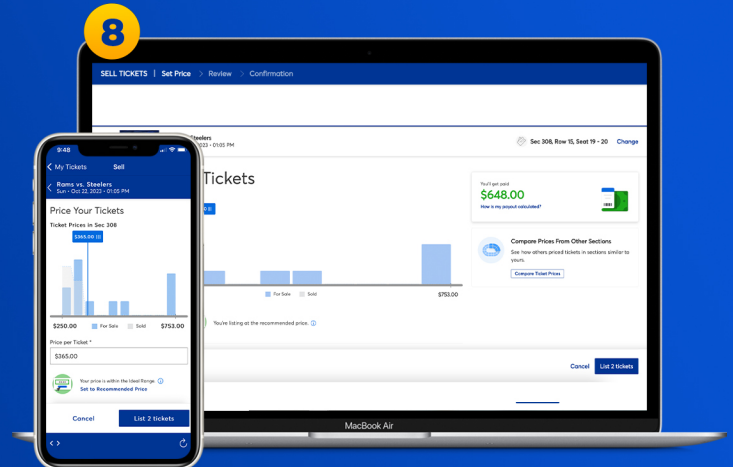 8
SELL TICKETS | Set Price > Review > Confirmation
Steelers
2023 • 01:05 PM
Sec 308, Row 15, Seat 19 - 20 Change
Tickets
You'll get paid
$648.00
How is my payout calculated?
Compare Prices From Other Sections
See how others priced tickets in sections similar to
yours.
Compare Ticket Prices
For Sale Sold
$753.00
You're listing at the recommended price.
Cancel List 2 tickets
MacBook Air
9:48
My Tickets Sell
Rams vs. Steelers
Sun • Oct 22, 2023 • 01:05 PM
Price Your Tickets
Ticket Prices in Sec 308
$365.00
$250.00 For Sale Sold $753.00
Price per Ticket *
$365.00
Your price is within the Ideal Range.
Set to Recommended Price
Cancel List 2 tickets